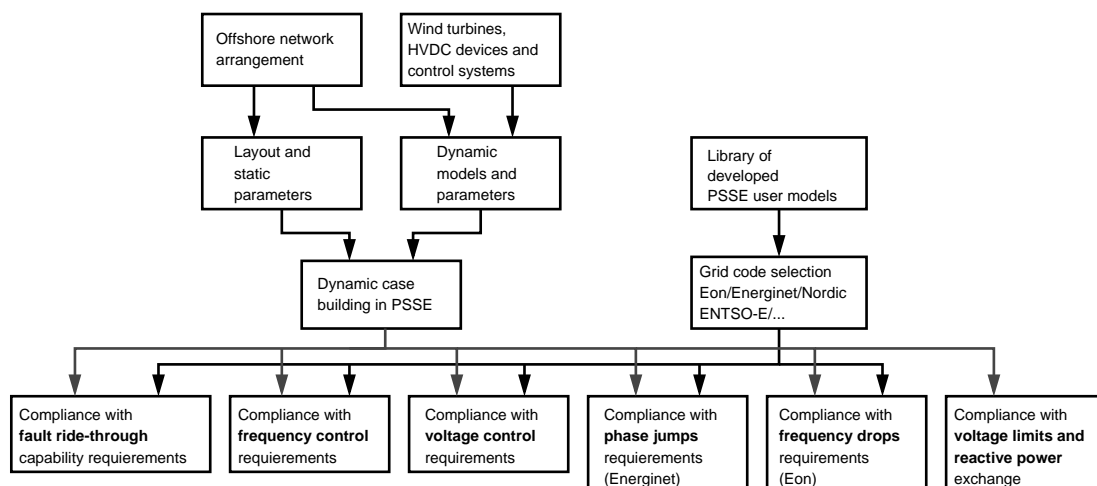 Offshore network
arrangement
Wind turbines,
HVDC devices and
control systems
Layout and
static
parameters
Dynamic
models and
parameters
Library of
developed
PSSE user models
Dynamic case
building in PSSE
Grid code selection
Eon/Energinet/Nordic
ENTSO-E/...
Compliance with
fault ride-through
capability requierements
Compliance with
frequency control
requierements
Compliance with
voltage control
requirements
Compliance with
phase jumps
requierements
(Energinet)
Compliance with
frequency drops
requirements
(Eon)
Compliance with
voltage limits and
reactive power
exchange